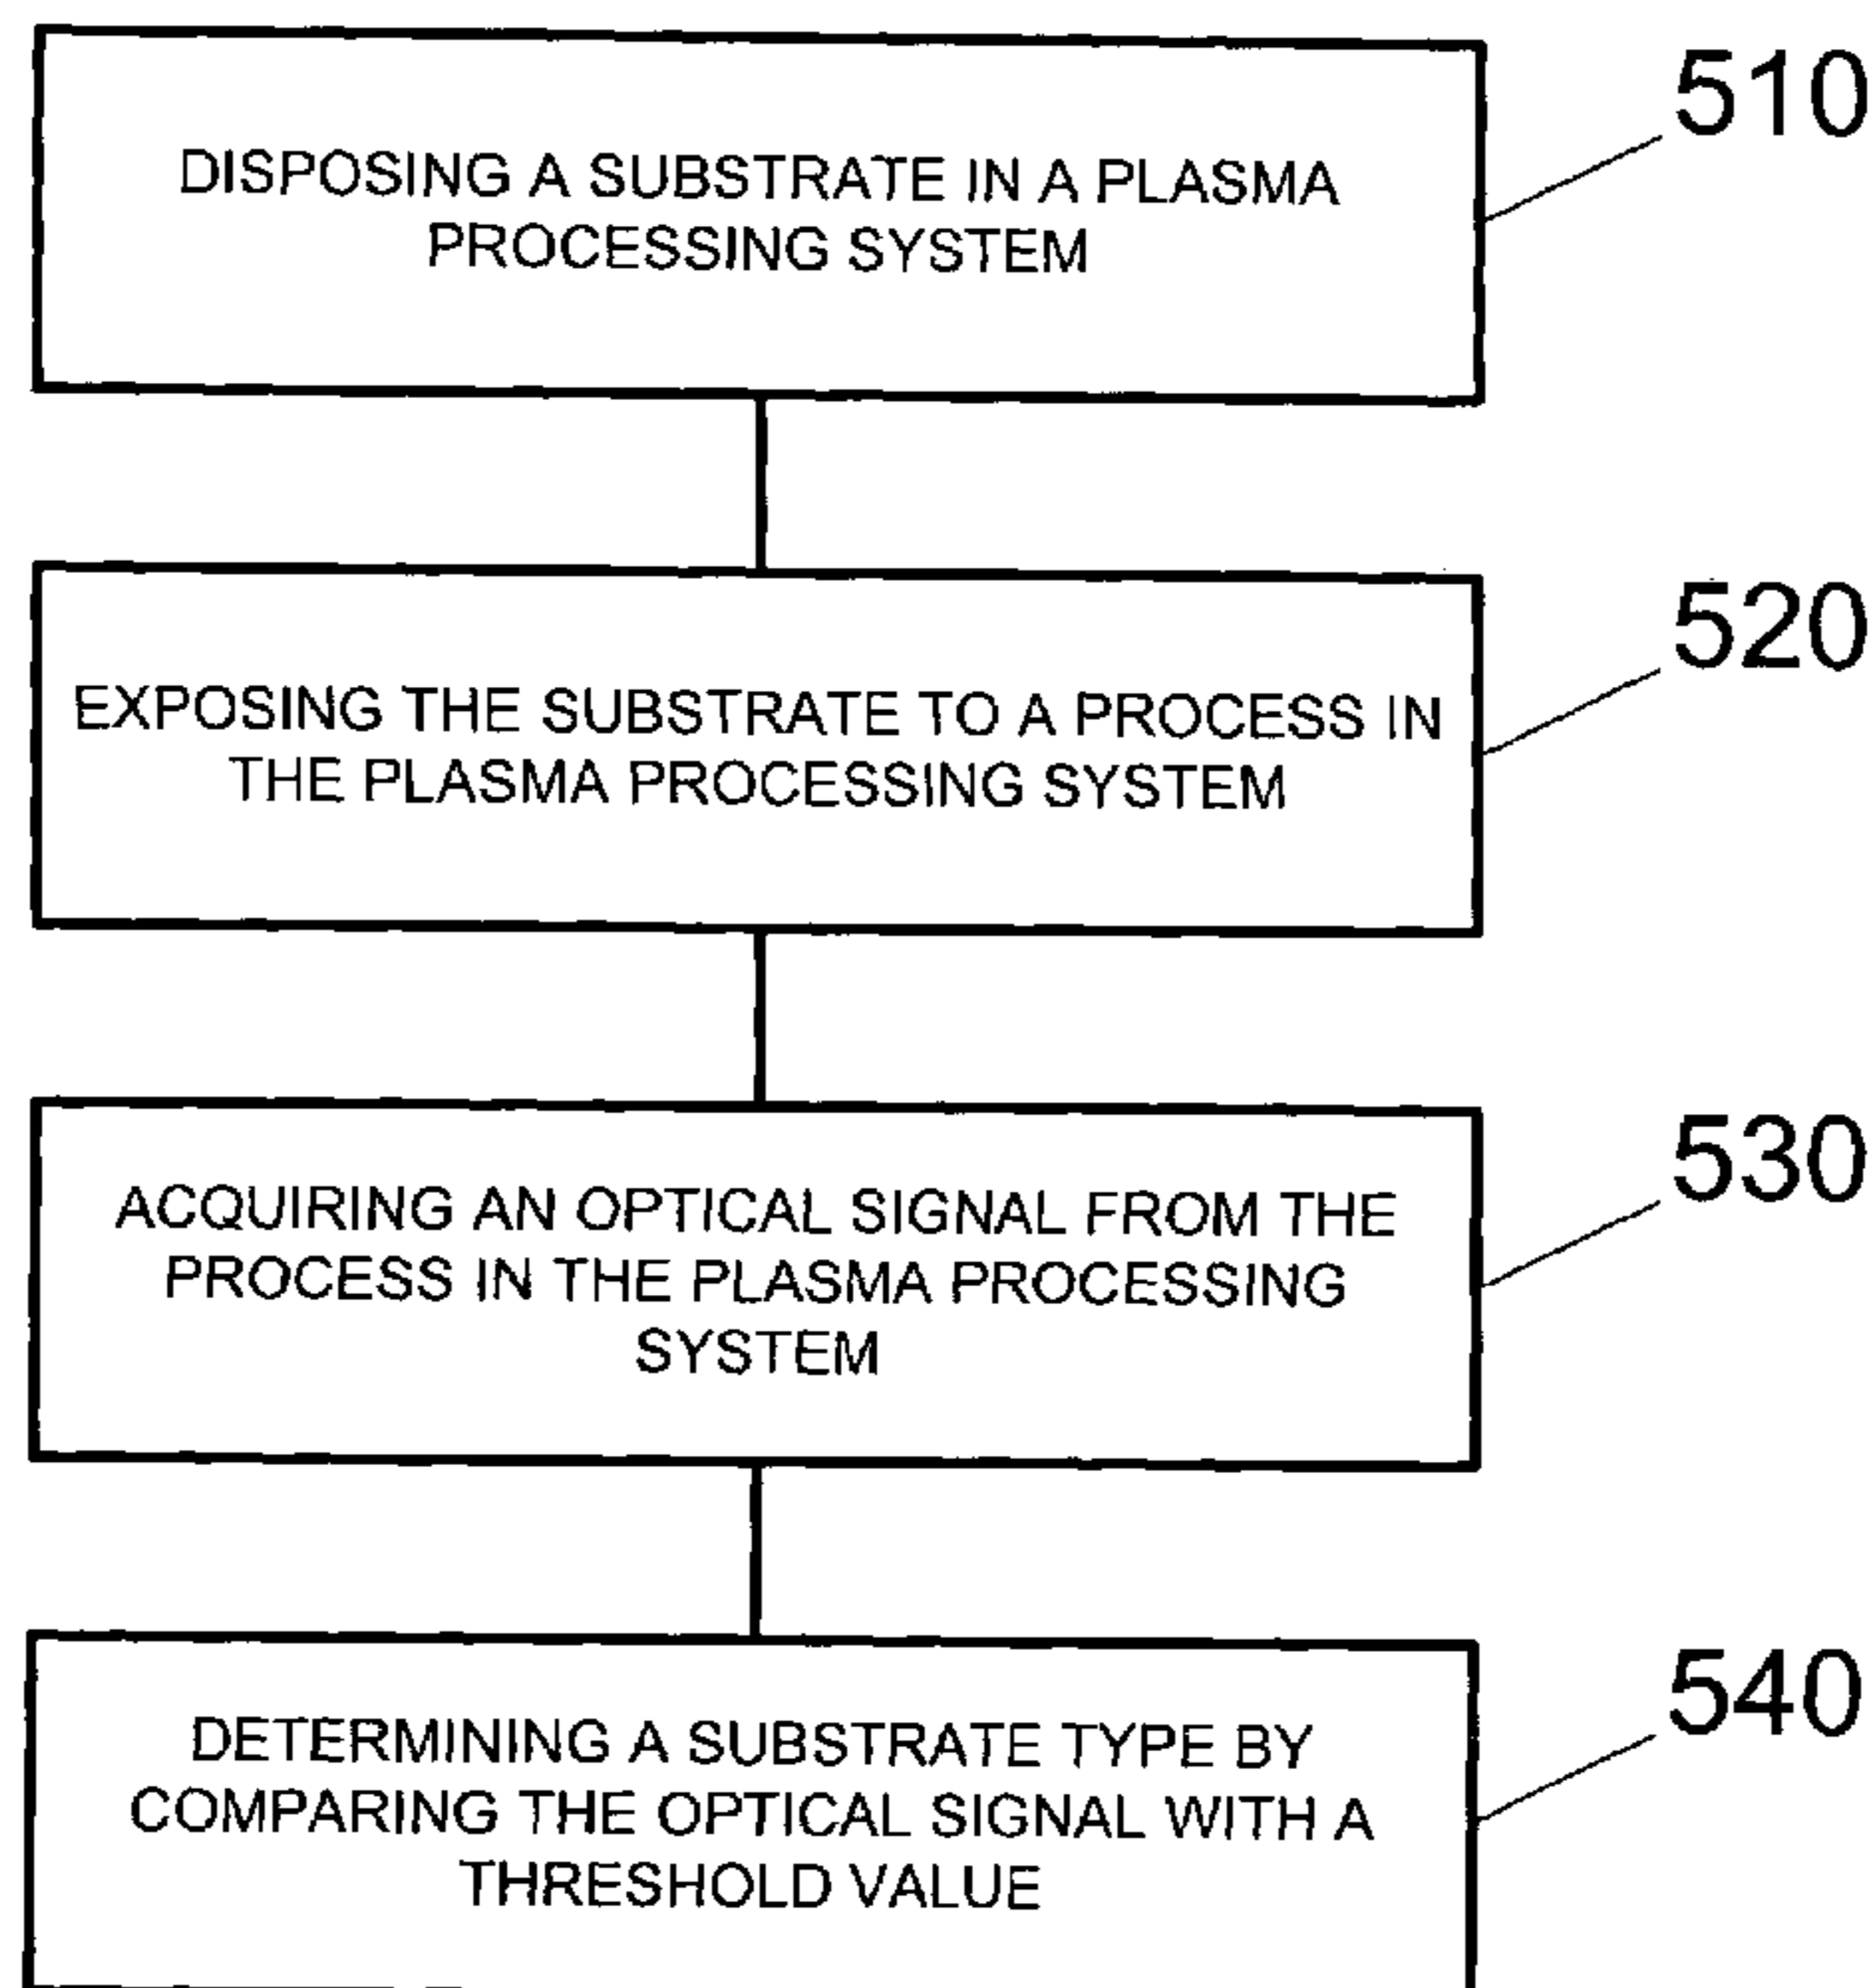 510
DISPOSING A SUBSTRATE IN A PLASMA
PROCESSING SYSTEM
520
EXPOSING THE SUBSTRATE TO A PROCESS IN
THE PLASMA PROCESSING SYSTEM
530
ACQUIRING AN OPTICAL SIGNAL FROM THE
PROCESS IN THE PLASMA PROCESSING
SYSTEM
540
DETERMINING A SUBSTRATE TYPE BY
COMPARING THE OPTICAL SIGNAL WITH A
THRESHOLD VALUE